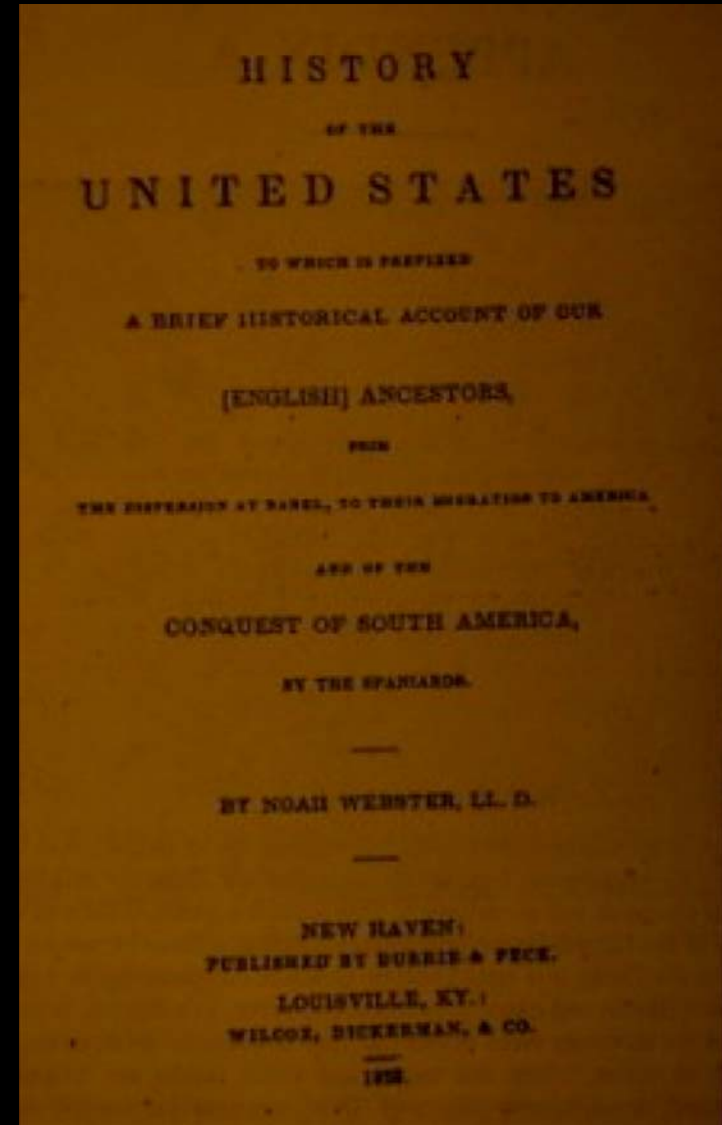 HISTORY
OF THE
UNITED STATES
TO WHICH IS PREFIXED
A BRIEF HISTORICAL ACCOUNT OF OUR
[ENGLISH] ANCESTORS,
FROM
THE DISPERSION AT BABEL, TO THEIR MIGRATION TO AMERICA
AND OF THE
CONQUEST OF SOUTH AMERICA,
BY THE SPANIARDS.
BY NOAH WEBSTER, LL. D.
NEW HAVEN:
PUBLISHED BY DURRIE & PECK.
LOUISVILLE, KY.:
WILCOX, DICKERMAN, & CO.